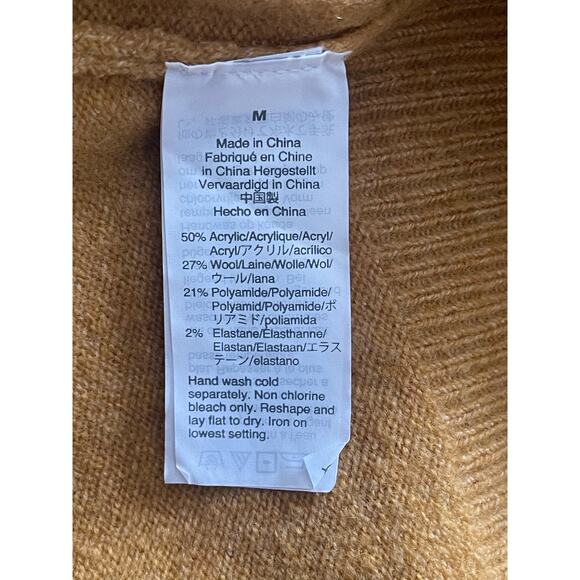 M
Made in China
Fabriqué en Chine
in China Hergestellt
Vervaardigd in China
中国製
Hecho en China
50% Acrylic/Acrylique/Acryl/
Acryl/アクリル/acrílico
27% Wool/Laine/Wolle/Wol/
ウール/lana
21% Polyamide/Polyamide/
Polyamid/Polyamide/ポ
リアミド/poliamida
2% Elastane/Elasthanne/
Elastan/Elastaan/エラス
テーン/elastano
Hand wash cold
separately. Non chlorine
bleach only. Reshape and
lay flat to dry. Iron on
lowest setting.